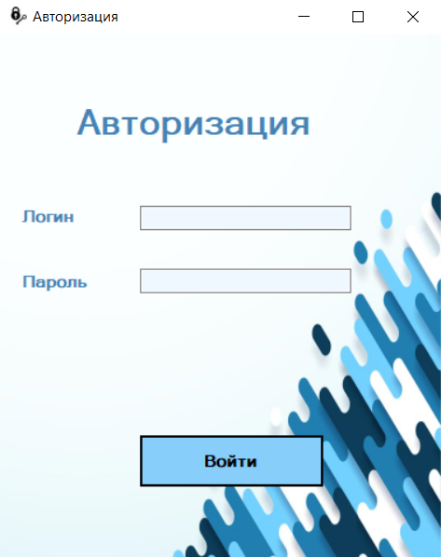 Авторизация
Авторизация
Логин
Пароль
Войти